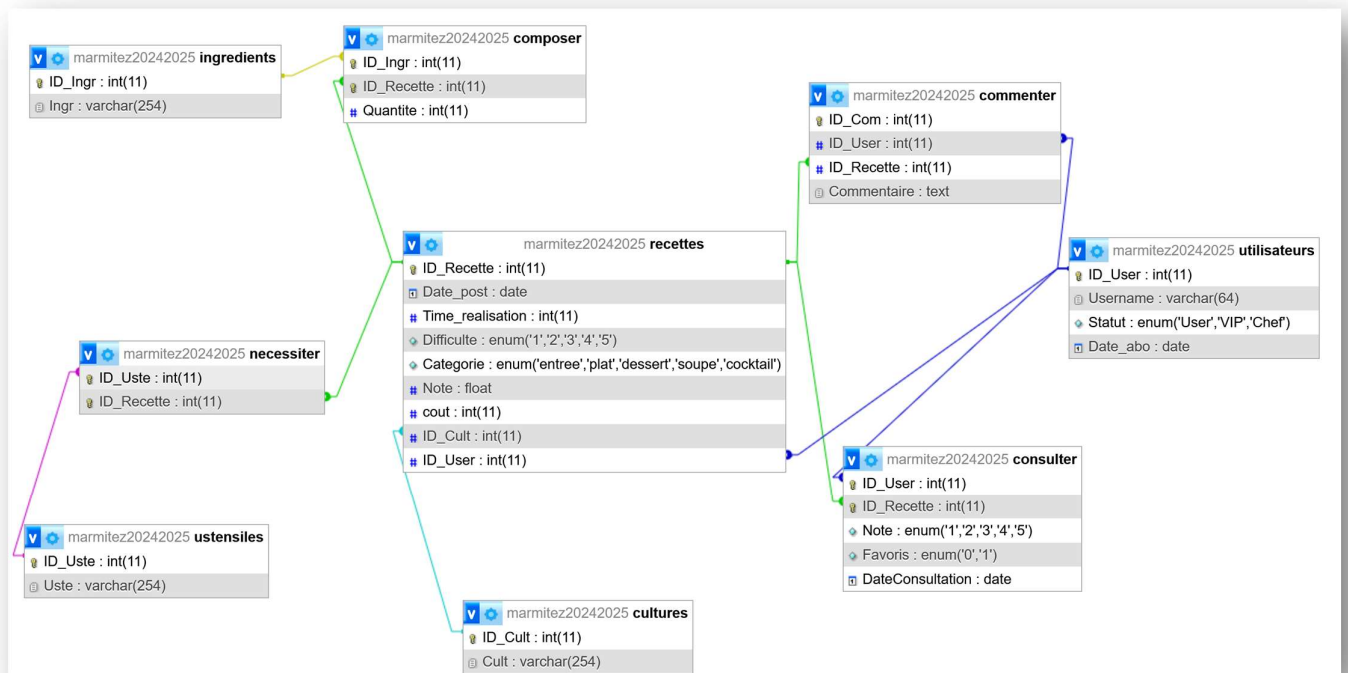 marmitez20242025 ingredients
ID_Ingr : int(11)
Ingr : varchar(254)
marmitez20242025 composer
ID_Ingr : int(11)
ID_Recette : int(11)
Quantite : int(11)
marmitez20242025 commenter
ID_Com : int(11)
ID_User : int(11)
ID_Recette : int(11)
Commentaire : text
marmitez20242025 recettes
ID_Recette : int(11)
Date_post : date
Time_realisation : int(11)
Difficulte : enum('1','2','3','4','5')
Categorie : enum('entree','plat','dessert','soupe','cocktail')
Note : float
cout : int(11)
ID_Cult : int(11)
ID_User : int(11)
marmitez20242025 utilisateurs
ID_User : int(11)
Username : varchar(64)
Statut : enum('User','VIP','Chef')
Date_abo : date
marmitez20242025 necessiter
ID_Uste : int(11)
ID_Recette : int(11)
marmitez20242025 consulter
ID_User : int(11)
ID_Recette : int(11)
Note : enum('1','2','3','4','5')
Favoris : enum('0','1')
DateConsultation : date
marmitez20242025 ustensiles
ID_Uste : int(11)
Uste : varchar(254)
marmitez20242025 cultures
ID_Cult : int(11)
Cult : varchar(254)